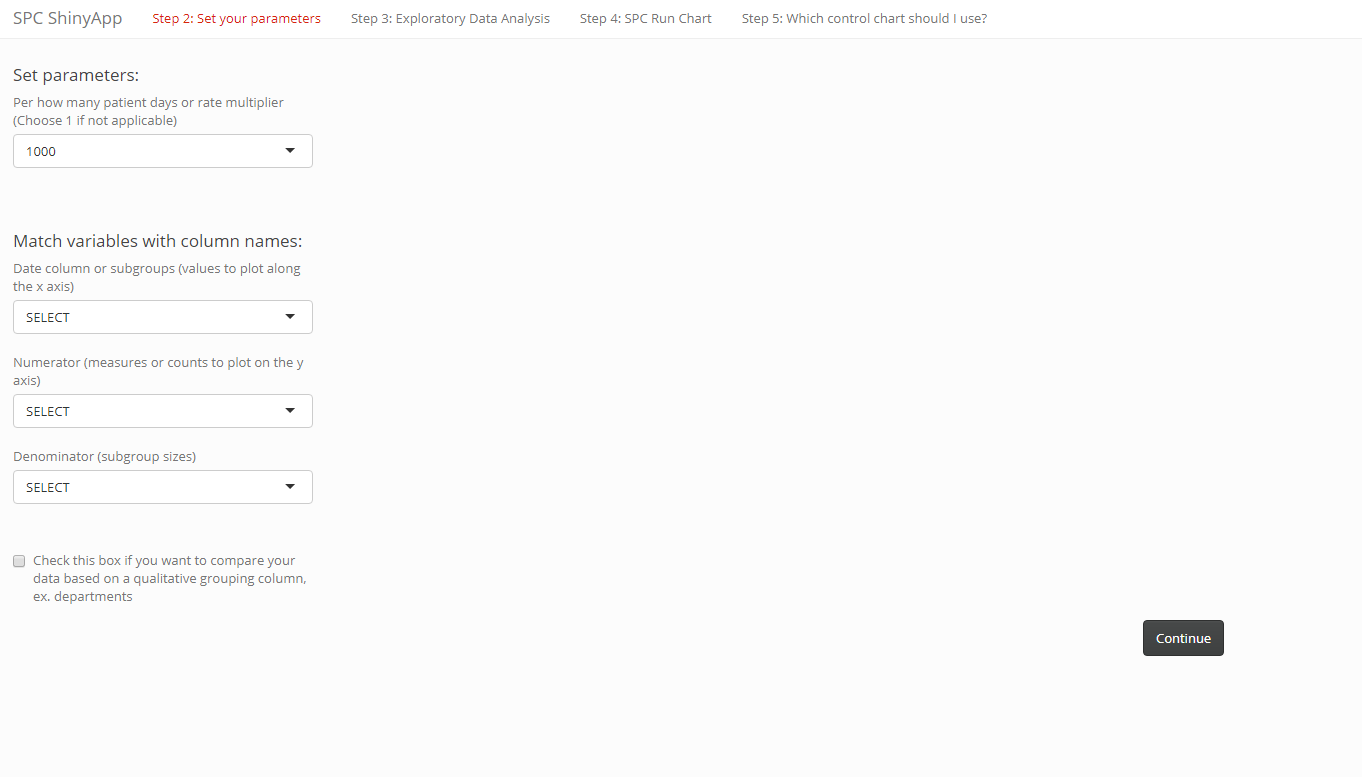 SPC ShinyApp
Step 2: Set your parameters
Step 3: Exploratory Data Analysis
Step 4: SPC Run Chart
Step 5: Which control chart should I use?
Set parameters:
Per how many patient days or rate multiplier
(Choose 1 if not applicable)
1000
Match variables with column names:
Date column or subgroups (values to plot along
the x axis)
SELECT
Numerator (measures or counts to plot on the y
axis)
SELECT
Denominator (subgroup sizes)
SELECT
Check this box if you want to compare your
data based on a qualitative grouping column,
ex. departments
Continue